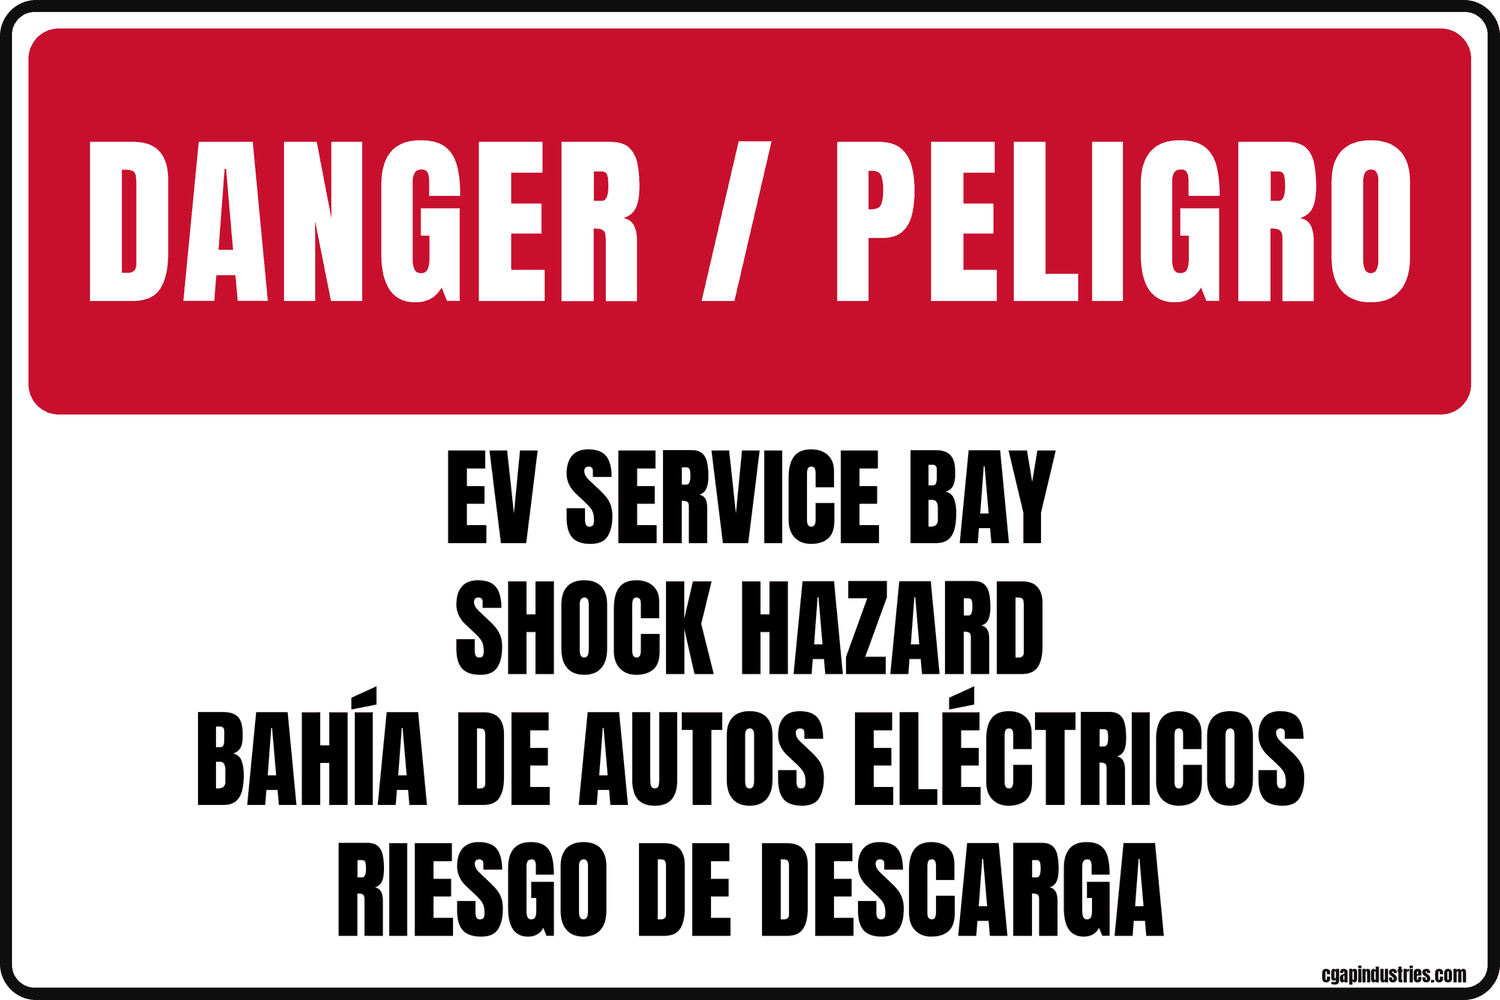 DANGER / PELIGRO
EV SERVICE BAY
SHOCK HAZARD
BAHÍA DE AUTOS ELÉCTRICOS
RIESGO DE DESCARGA
cgapindustries.com